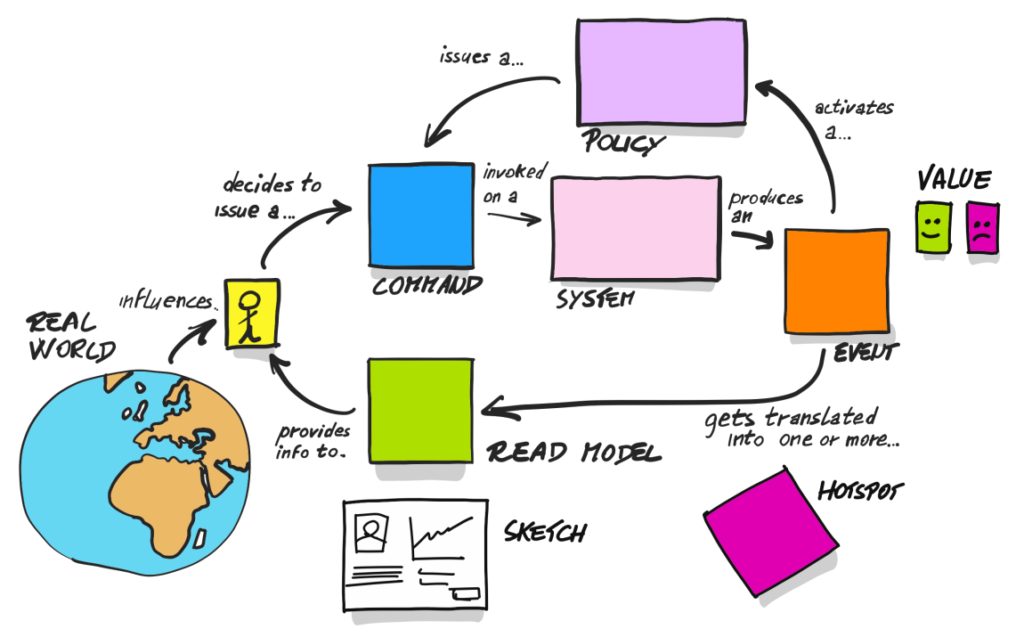 issues a...
POLICY
activates
a...
decides to
issue a...
COMMAND
invoked
on a
SYSTEM
produces
an
EVENT
VALUE
influences..
REAL
WORLD
provides
info to.
READ MODEL
gets translated
into one or more...
SKETCH
HOTSPOT